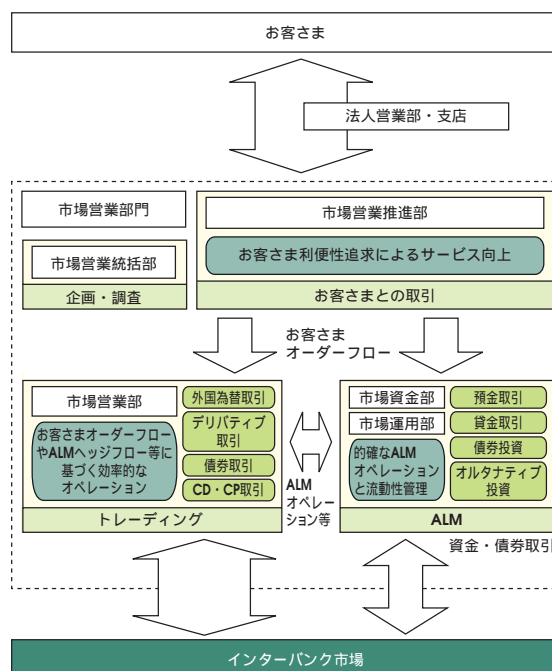 お客さま
法人営業部・支店
市場営業部門
市場営業統括部
企画・調査
市場営業推進部
お客さま利便性追求によるサービス向上
お客さまとの取引
お客さま
オーダーフロー
市場営業部
お客さまオーダーフロー
やALMヘッジフロー等に
基づく効率的な
オペレーション
外国為替取引
デリバティブ
取引
債券取引
CD・CP取引
トレーディング
ALM
オペレー
ション等
市場資金部
市場運用部
的確なALM
オペレーション
と流動性管理
預金取引
貸金取引
債券投資
オルタナティブ
投資
ALM
資金・債券取引
インターバンク市場